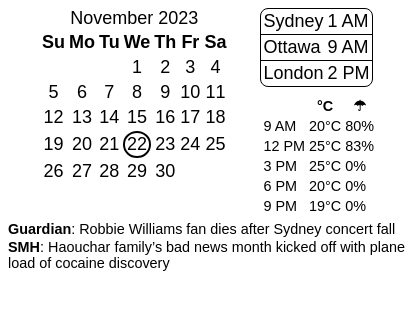 November 2023
Su Mo Tu We Th Fr Sa
1 2 3 4
5 6 7 8 9 10 11
12 13 14 15 16 17 18
19 20 21 22 23 24 25
26 27 28 29 30
Sydney 1 AM
Ottawa 9 AM
London 2 PM
°C ☂
9 AM 20°C 80%
12 PM 25°C 83%
3 PM 25°C 0%
6 PM 20°C 0%
9 PM 19°C 0%
Guardian: Robbie Williams fan dies after Sydney concert fall
SMH: Haouchar family’s bad news month kicked off with plane
load of cocaine discovery